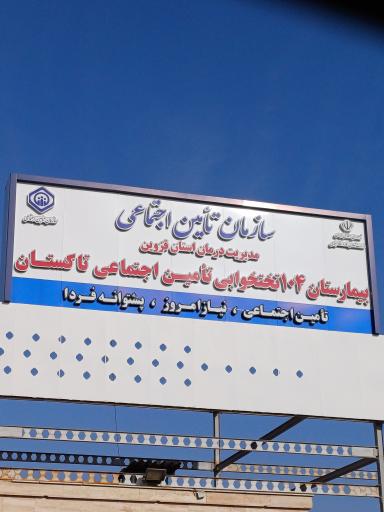 سازمان تأمین اجتماعی
مدیریت درمان استان قزوین
بیمارستان ۱۰۴ تختخوابی تأمین اجتماعی تاکستان
تأمین اجتماعی ، نیاز امروز ، پشتوانه فردا